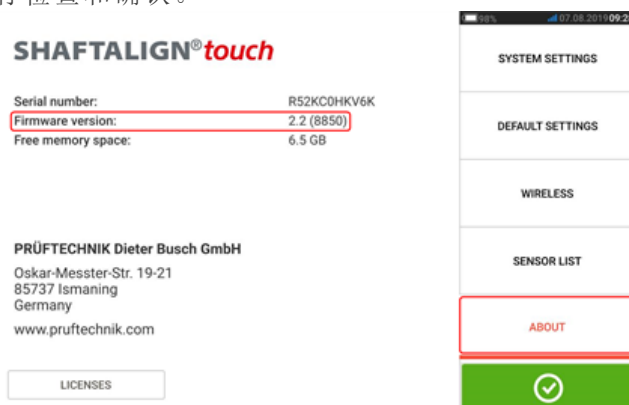 SHAFTALIGN®touch
Serial number: R52KC0HKV6K
Firmware version: 2.2 (8850)
Free memory space: 6.5 GB
PRÜFTECHNIK Dieter Busch GmbH
Oskar-Messter-Str. 19-21
85737 Ismaning
Germany
www.pruftechnik.com
LICENSES
98% 07.08.2019
SYSTEM SETTINGS
DEFAULT SETTINGS
WIRELESS
SENSOR LIST
ABOUT